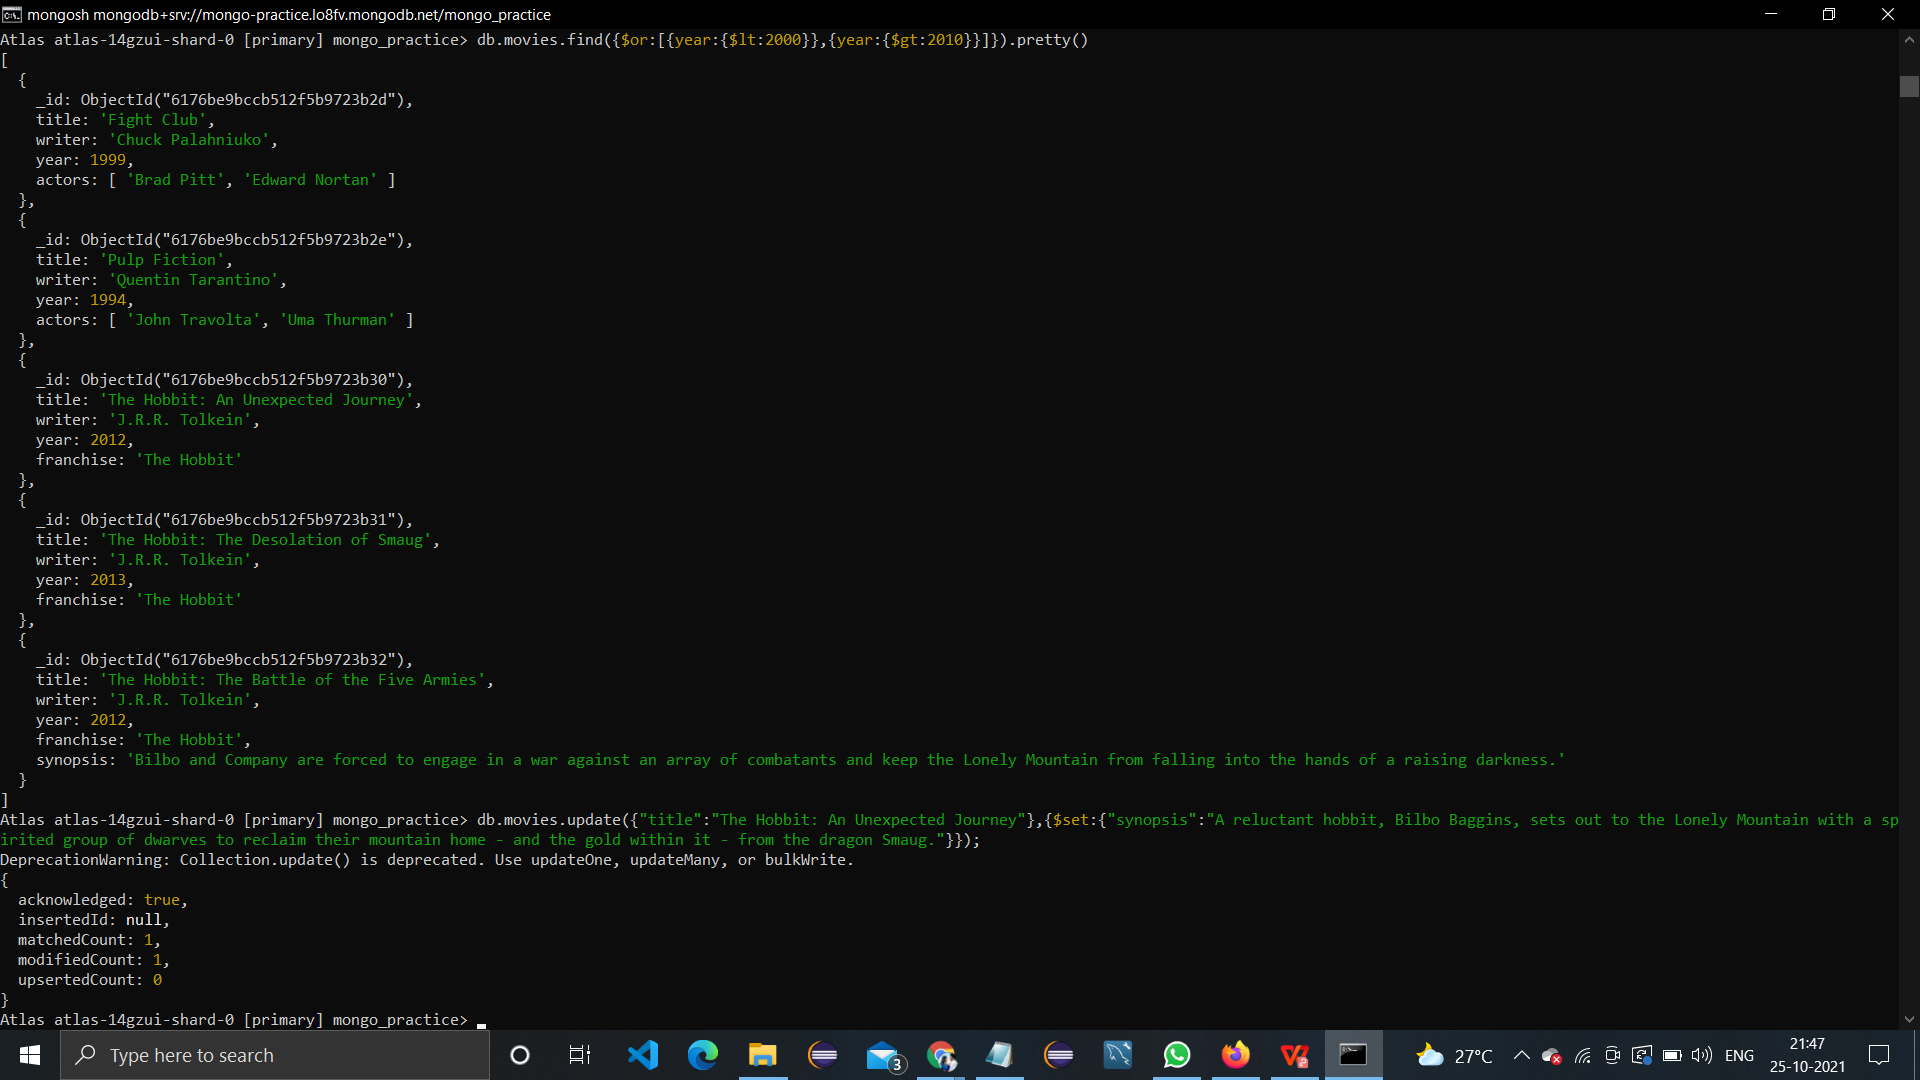 mongosh mongodb+srv://mongo-practice.lo8fv.mongodb.net/mongo_practice
Atlas atlas-14gzui-shard-0 [primary] mongo_practice> db.movies.find({$or:[{year:{$lt:2000}},{year:{$gt:2010}}]}).pretty()
[
  {
    _id: ObjectId("6176be9bccb512f5b9723b2d"),
    title: 'Fight Club',
    writer: 'Chuck Palahniuko',
    year: 1999,
    actors: [ 'Brad Pitt', 'Edward Nortan' ]
  },
  {
    _id: ObjectId("6176be9bccb512f5b9723b2e"),
    title: 'Pulp Fiction',
    writer: 'Quentin Tarantino',
    year: 1994,
    actors: [ 'John Travolta', 'Uma Thurman' ]
  },
  {
    _id: ObjectId("6176be9bccb512f5b9723b30"),
    title: 'The Hobbit: An Unexpected Journey',
    writer: 'J.R.R. Tolkein',
    year: 2012,
    franchise: 'The Hobbit'
  },
  {
    _id: ObjectId("6176be9bccb512f5b9723b31"),
    title: 'The Hobbit: The Desolation of Smaug',
    writer: 'J.R.R. Tolkein',
    year: 2013,
    franchise: 'The Hobbit'
  },
  {
    _id: ObjectId("6176be9bccb512f5b9723b32"),
    title: 'The Hobbit: The Battle of the Five Armies',
    writer: 'J.R.R. Tolkein',
    year: 2012,
    franchise: 'The Hobbit',
    synopsis: 'Bilbo and Company are forced to engage in a war against an array of combatants and keep the Lonely Mountain from falling into the hands of a raising darkness.'
  }
]
Atlas atlas-14gzui-shard-0 [primary] mongo_practice> db.movies.update({"title":"The Hobbit: An Unexpected Journey"},{$set:{"synopsis":"A reluctant hobbit, Bilbo Baggins, sets out to the Lonely Mountain with a sp
irited group of dwarves to reclaim their mountain home - and the gold within it - from the dragon Smaug."}});
DeprecationWarning: Collection.update() is deprecated. Use updateOne, updateMany, or bulkWrite.
{
  acknowledged: true,
  insertedId: null,
  matchedCount: 1,
  modifiedCount: 1,
  upsertedCount: 0
}
Atlas atlas-14gzui-shard-0 [primary] mongo_practice>
Type here to search
3
27°C
ENG
21:47
25-10-2021